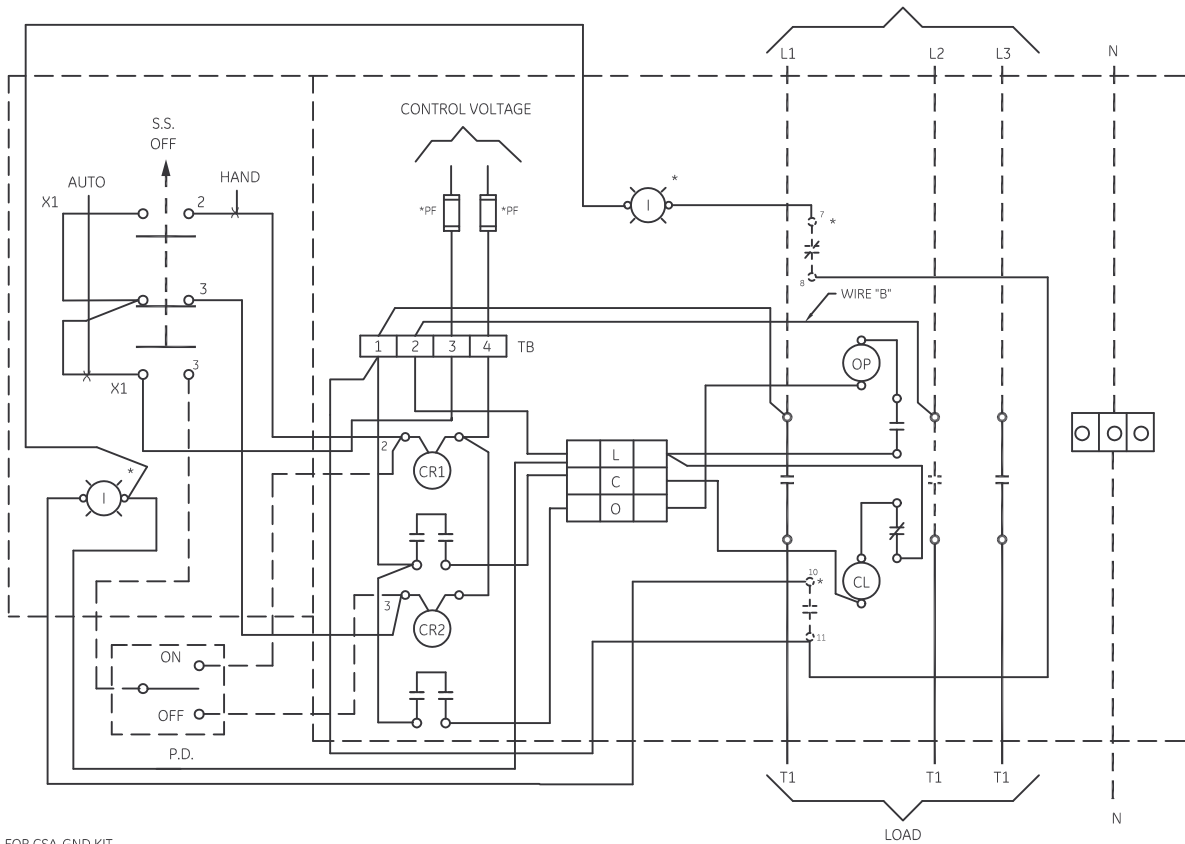 L1
L2
L3
N
CONTROL VOLTAGE
S.S.
OFF
AUTO
HAND
X1
2
*PF
*PF
I
*
7
*
8
3
WIRE "B"
1
2
3
4
TB
OP
3
X1
2
CR1
L
C
O
*
I
10
*
CL
3
CR2
11
ON
OFF
P.D.
T1
T1
T1
N
LOAD
FOR CSA-GND KIT